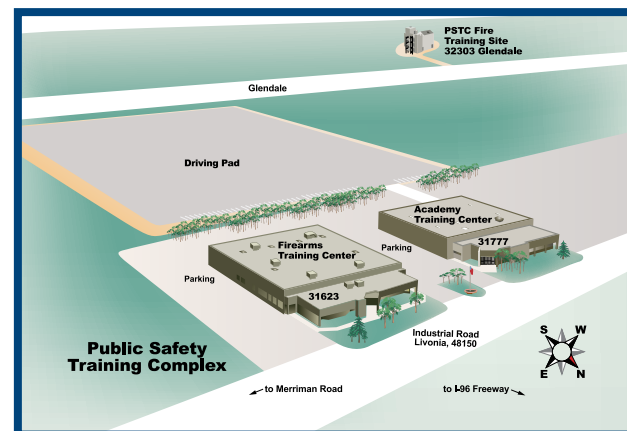 PSTC Fire
Training Site
32303 Glendale
Glendale
Driving Pad
Academy
Training Center
31777
Parking
Firearms
Training Center
Parking
31623
Industrial Road
Livonia, 48150
Public Safety
Training Complex
S W
E N
to Merriman Road
to I-96 Freeway